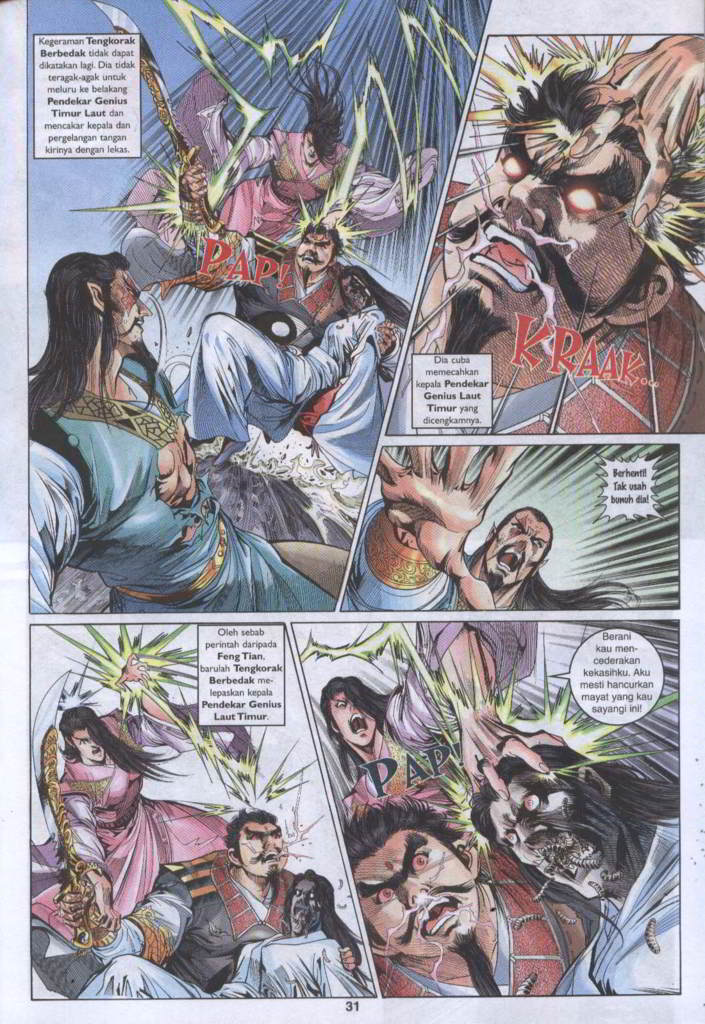 Kegeraman Tengkorak
Berbedak tidak dapat
dikatakan lagi. Dia tidak
teragak-agak untuk
meluru ke belakang
Pendekar Genius
Timur Laut dan
mencakar kepala dan
pergelangan tangan
kirinya dengan lekas.
PAP!
KRAAK...
Dia cuba
memecahkan
kepala Pendekar
Genius Laut
Timur yang
dicengkamnya.
Berhenti!
Tak usah
bunuh dia!
Oleh sebab
perintah daripada
Feng Tian,
barulah Tengkorak
Berbedak me-
lepaskan kepala
Pendekar Genius
Laut Timur.
Berani
kau men-
cederakan
kekasihku. Aku
mesti hancurkan
mayat yang kau
sayangi ini!
PAP!
31